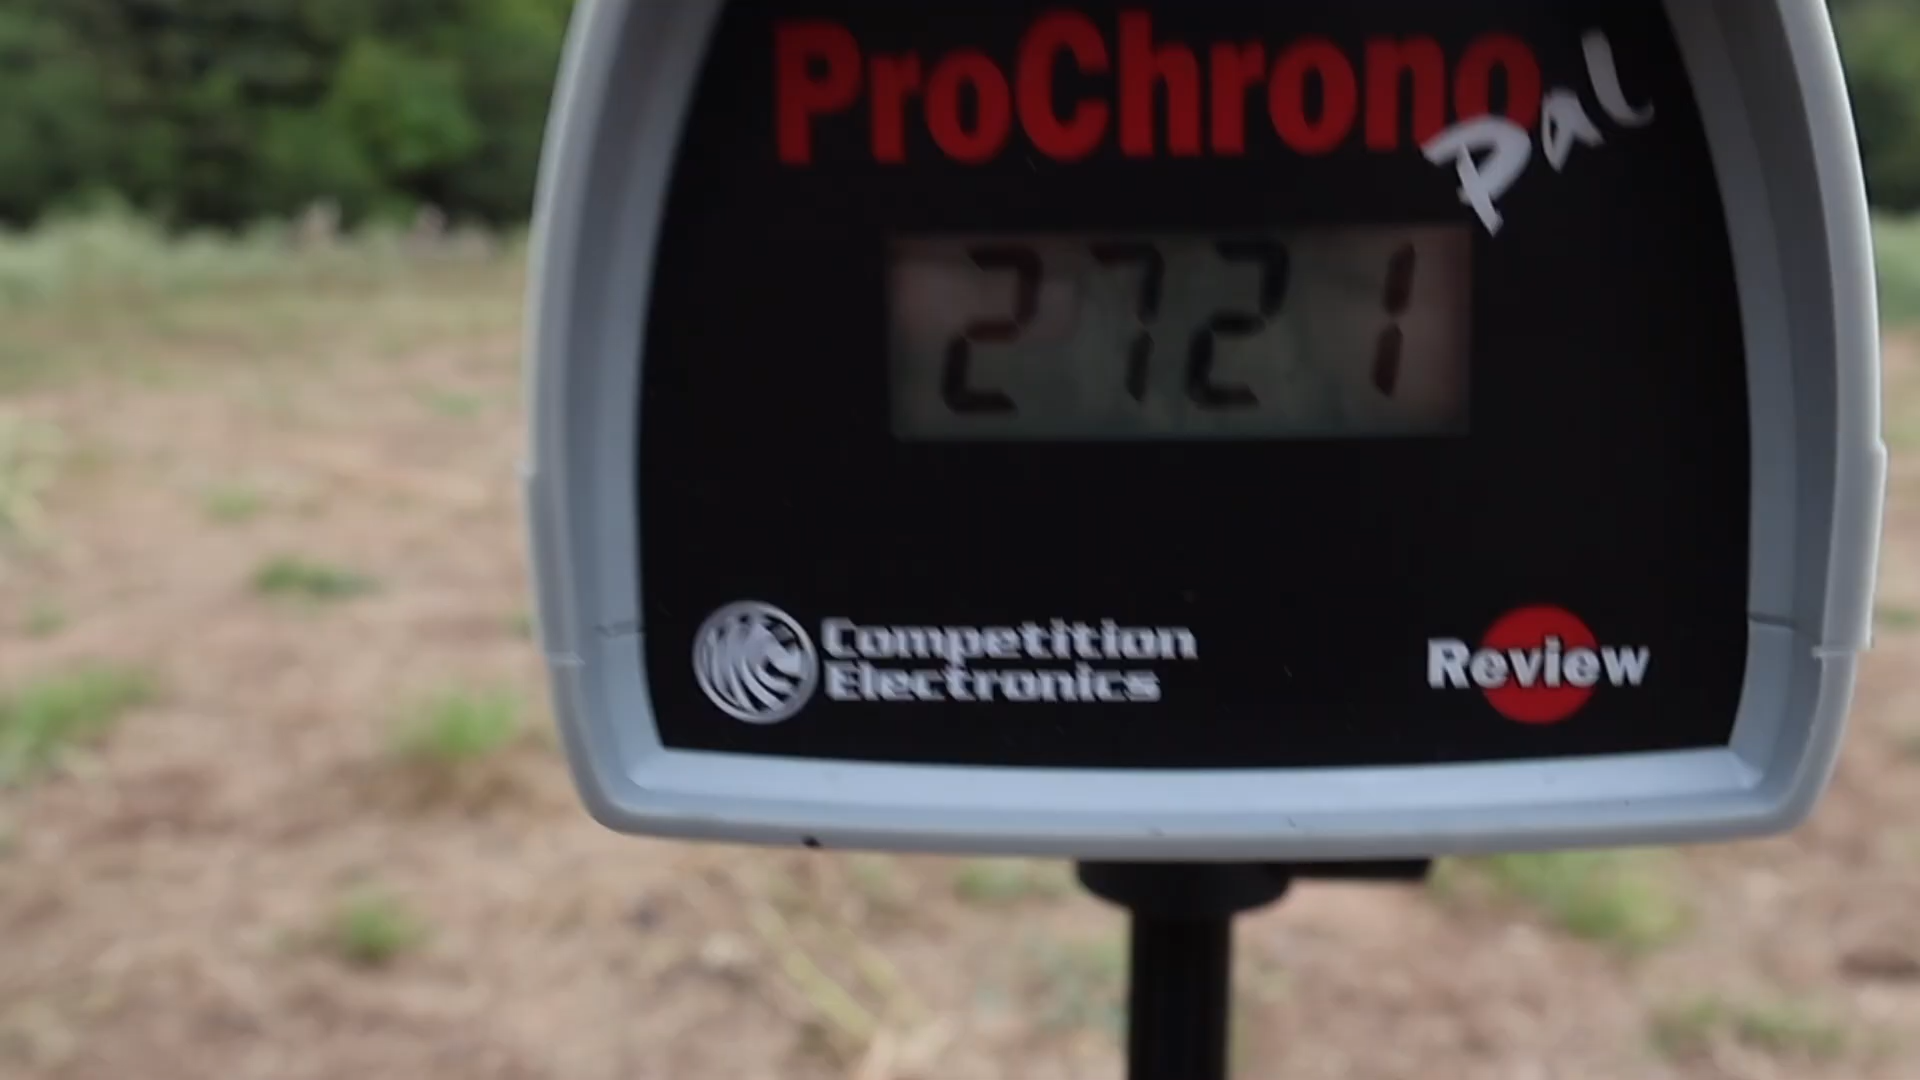 ProChrono
Pal
2721
Competition
Electronics
Review